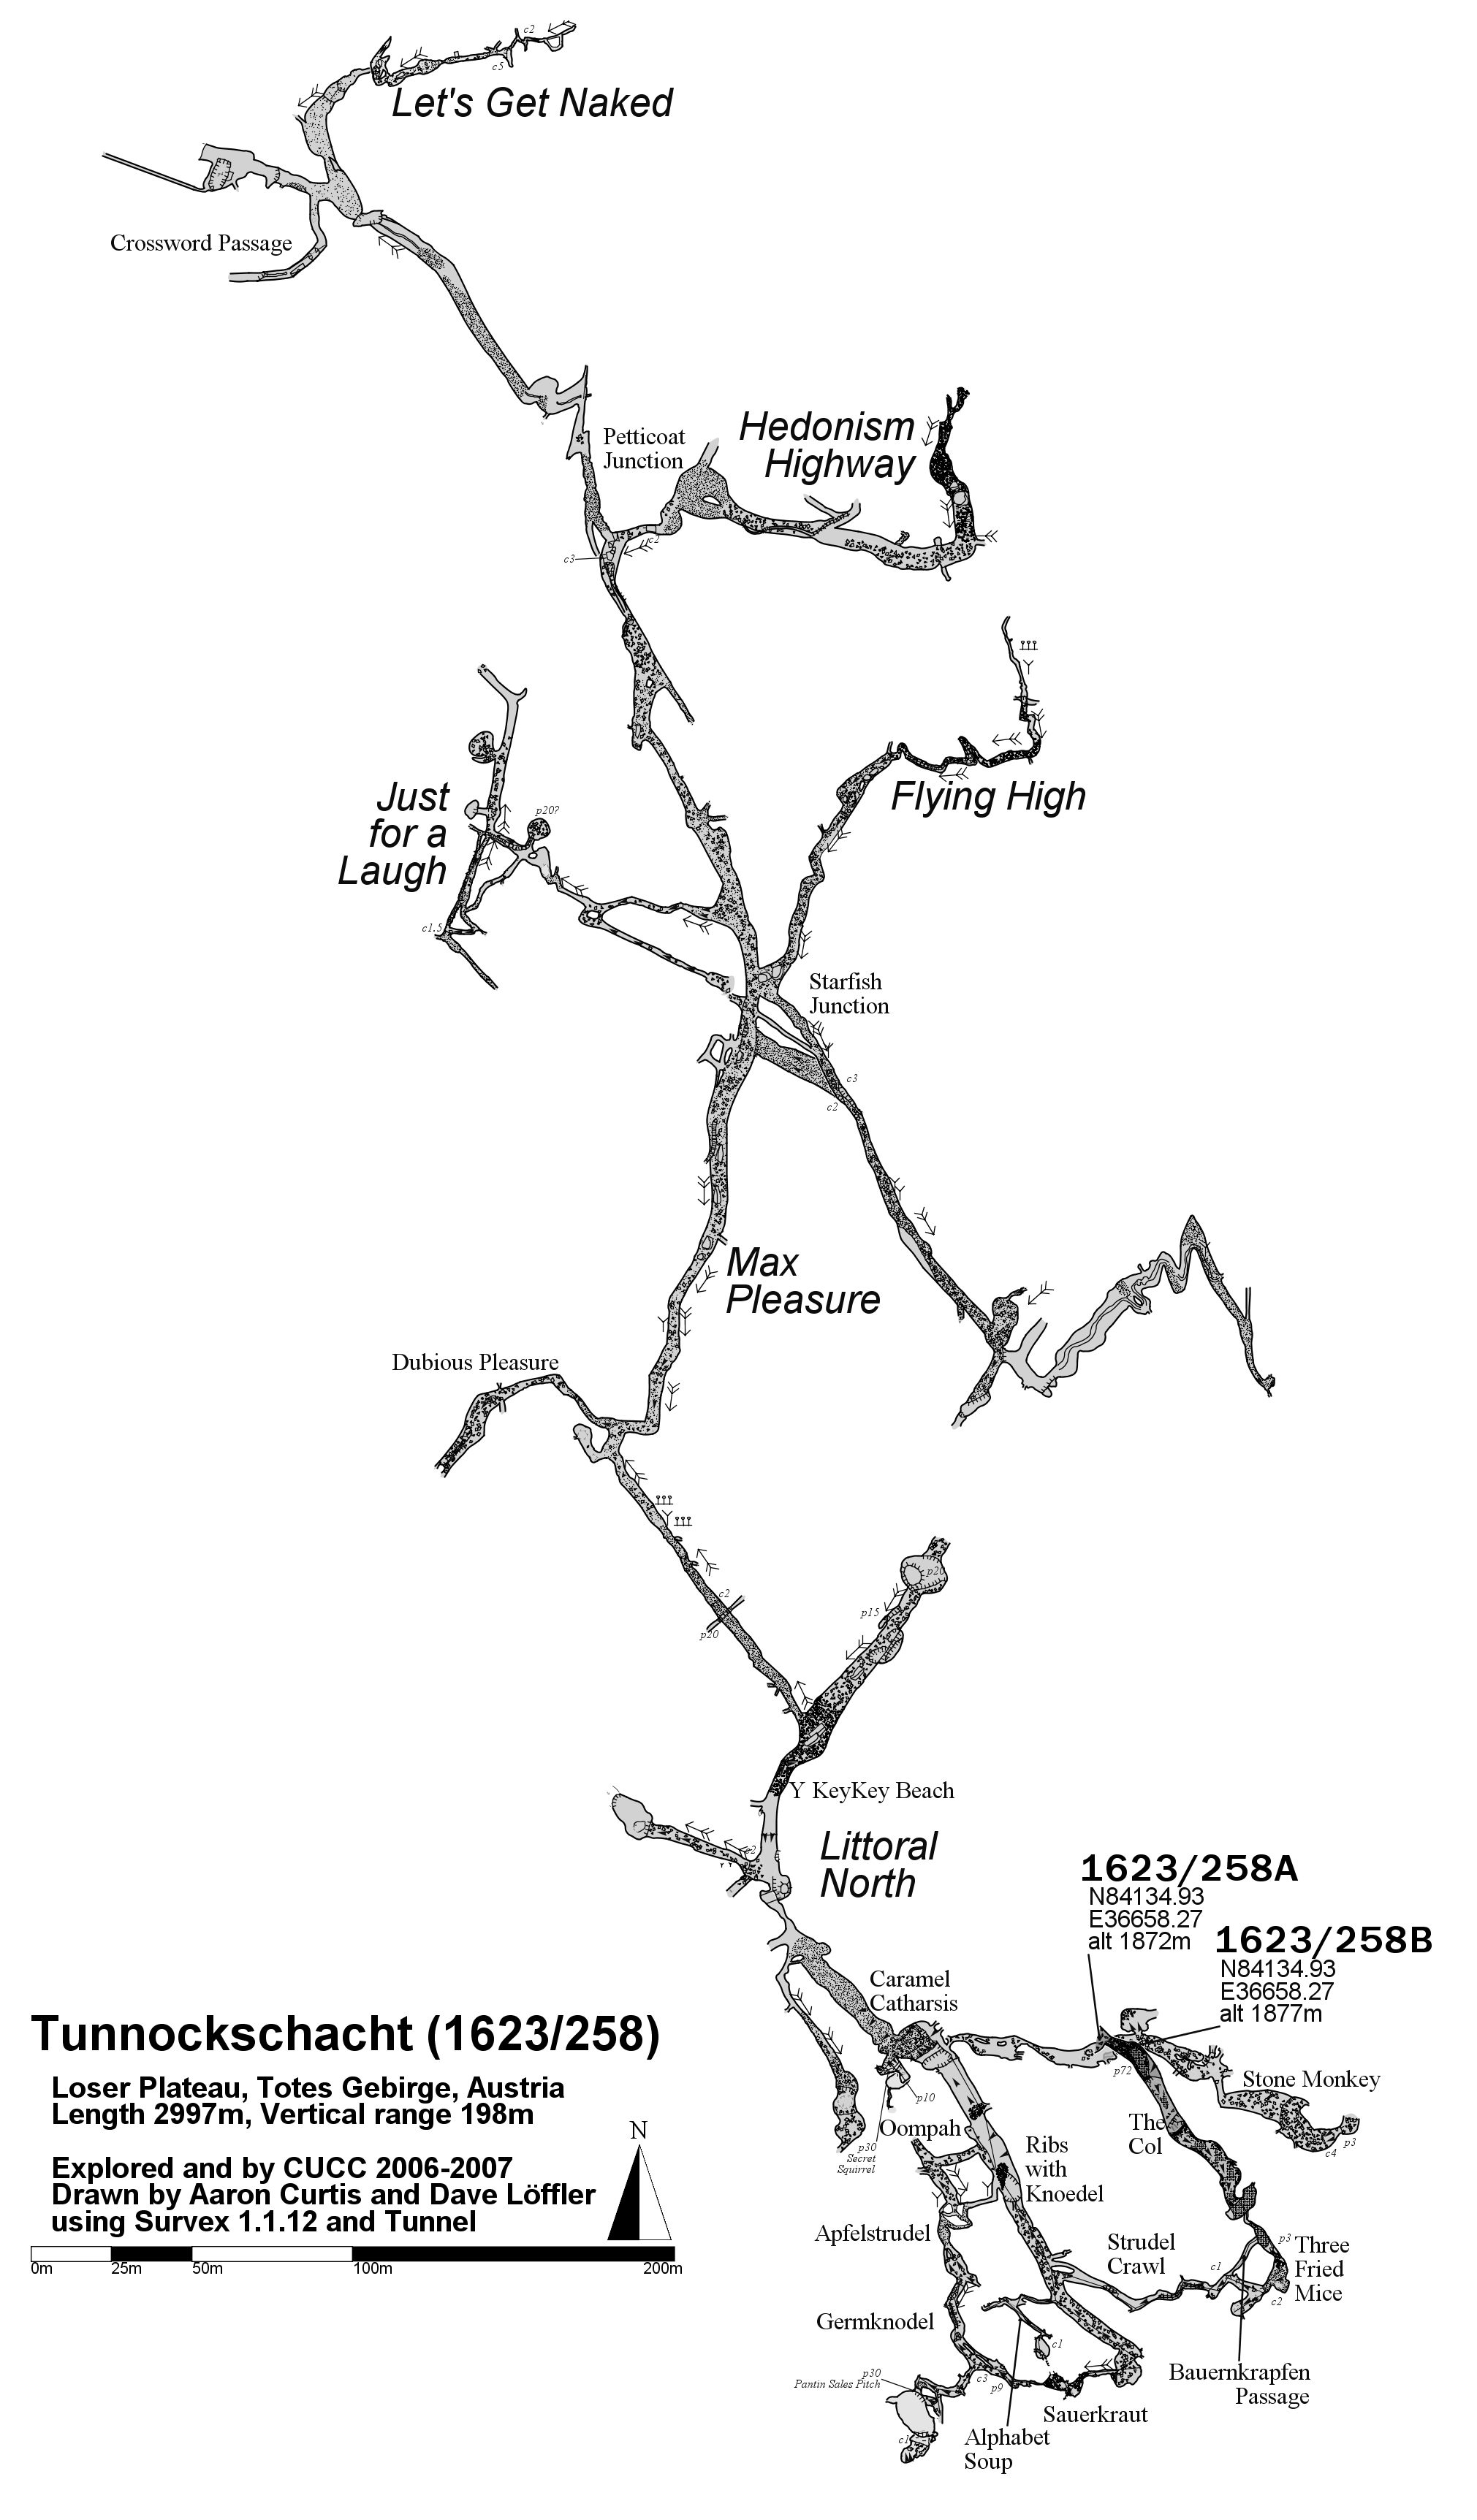 c2
c5
Let's Get Naked
Crossword Passage
Petticoat
Junction
Hedonism
Highway
c2
c3
Just
for a
Laugh
p20?
Flying High
c1.5
Starfish
Junction
c3
c2
Max
Pleasure
Dubious Pleasure
c2
p20
p20
p15
Y KeyKey Beach
Littoral
North
c2
1623/258A
N84134.93
E36658.27
alt 1872m
1623/258B
N84134.93
E36658.27
alt 1877m
Caramel
Catharsis
p72
Stone Monkey
p10
The
Col
p3
c4
Oompah
p30
Secret
Squirrel
Ribs
with
Knoedel
Apfelstrudel
Strudel
Crawl
p3
Three
Fried
Mice
c1
c2
Germknodel
c1
Bauernkrapfen
Passage
p30
Pantin Sales Pitch
c3
p9
Sauerkraut
Alphabet
Soup
c1
Tunnockschacht (1623/258)
Loser Plateau, Totes Gebirge, Austria
Length 2997m, Vertical range 198m
Explored and by CUCC 2006-2007
Drawn by Aaron Curtis and Dave Löffler
using Survex 1.1.12 and Tunnel
N
0m 25m 50m 100m 200m